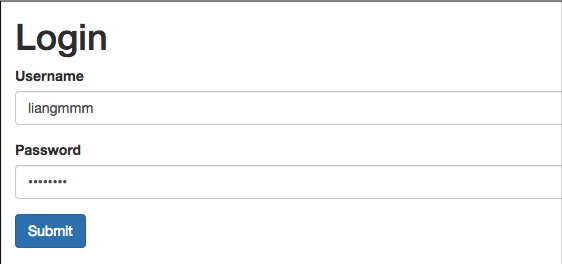 Login
Username
liangmmm
Password
••••••••
Submit